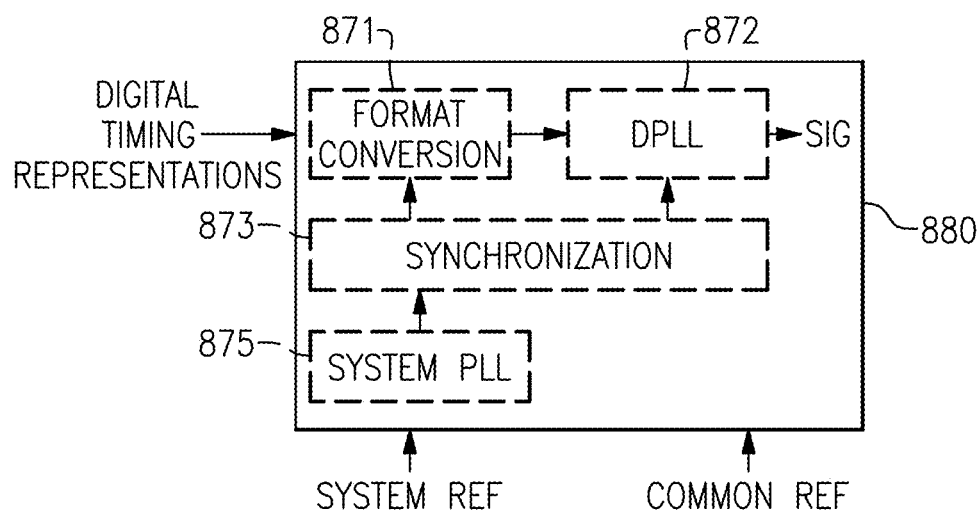 871
872
DIGITAL
TIMING
REPRESENTATIONS
FORMAT
CONVERSION
DPLL
SIG
873
SYNCHRONIZATION
880
875
SYSTEM PLL
SYSTEM REF
COMMON REF